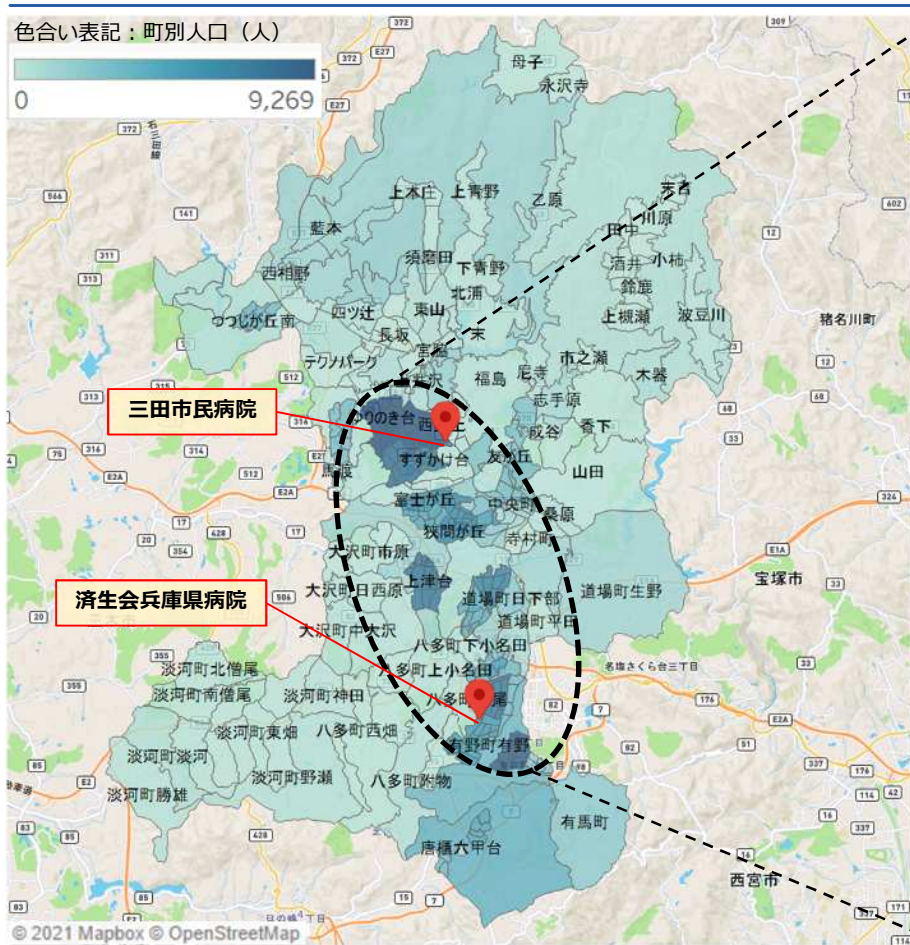 色合い表記：町別人口（人）
0
9,269
母子
永沢寺
上本庄
上青野
乙原
末吉
川原
田中
藍本
須磨田
下青野
酒井
小柿
西相野
鈴鹿
北浦
つつじが丘南
四ツ辻
東山
末
上槻瀬
波豆川
猪名川町
長坂
宮脇
市之瀬
テクノパーク
福島
尼寺
木器
志手原
三田市民病院
ゆりのき台
成谷
香下
すずかけ台
友が丘
山田
馬渡
富士が丘
中央町
桑原
狭間が丘
寺村町
大沢町市原
上津台
宝塚市
済生会兵庫県病院
大沢町日西原
道場町日下部
道場町生野
道場町平田
大沢町中大沢
八多町下小名田
淡河町北僧尾
八多町上小名田
名塩さくら台三丁目
淡河町南僧尾
淡河町神田
淡河町東畑
八多町西畑
有野町有野
淡河町淡河
淡河町野瀬
八多町附物
淡河町勝雄
有馬町
唐櫃六甲台
西宮市
© 2021 Mapbox © OpenStreetMap